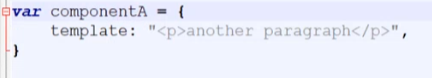 var componentA = {
    template: "<p>another paragraph</p>",
}